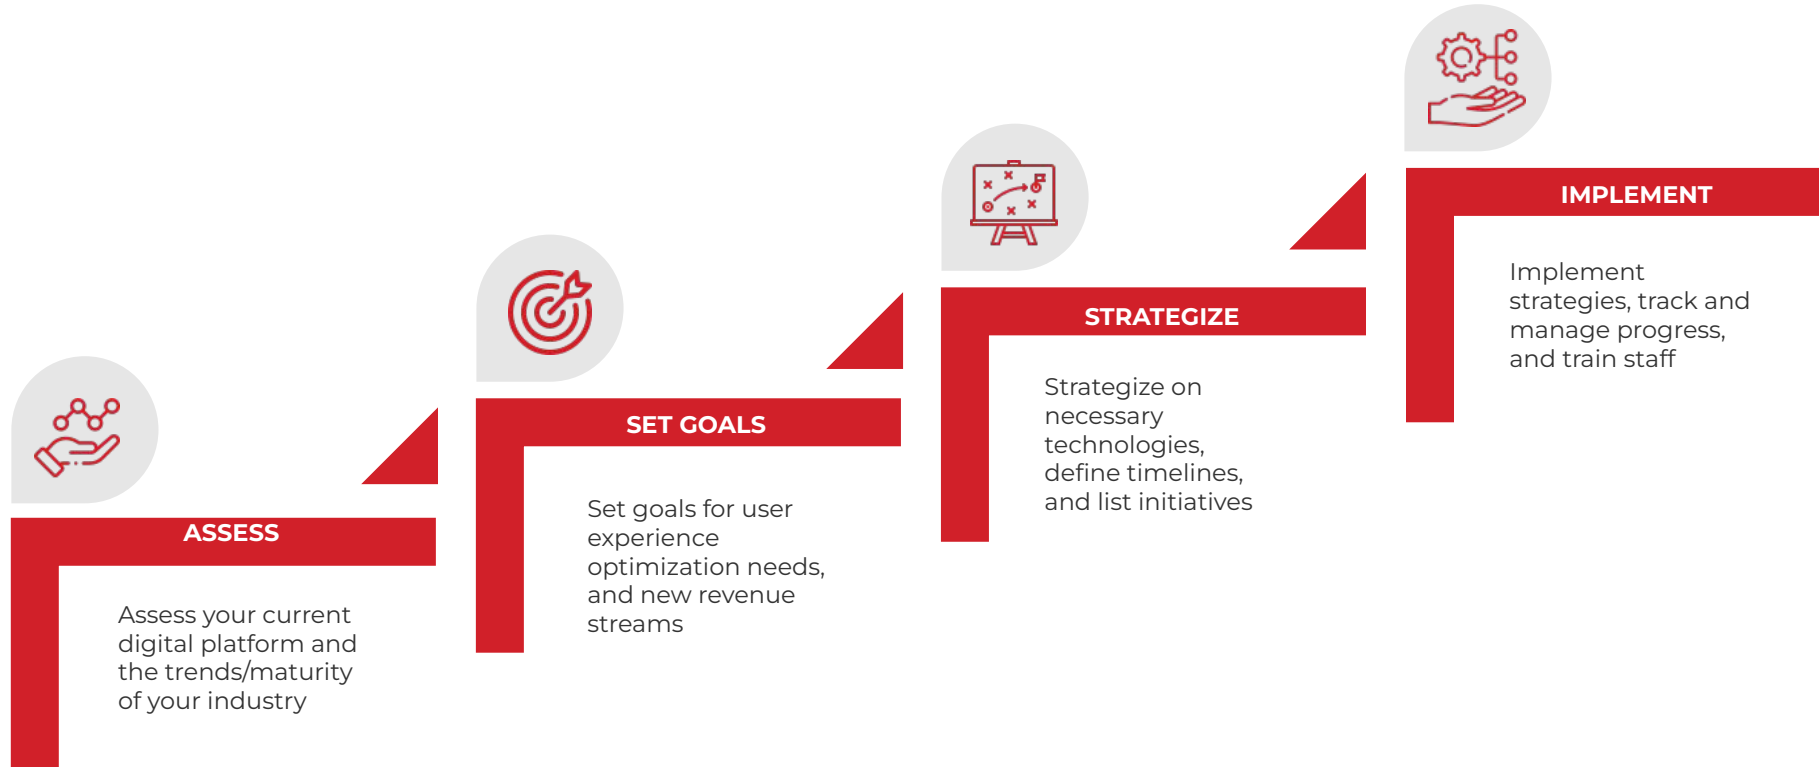 ASSESS
Assess your current
digital platform and
the trends/maturity
of your industry
SET GOALS
Set goals for user
experience
optimization needs,
and new revenue
streams
STRATEGIZE
Strategize on
necessary
technologies,
define timelines,
and list initiatives
IMPLEMENT
Implement
strategies, track and
manage progress,
and train staff